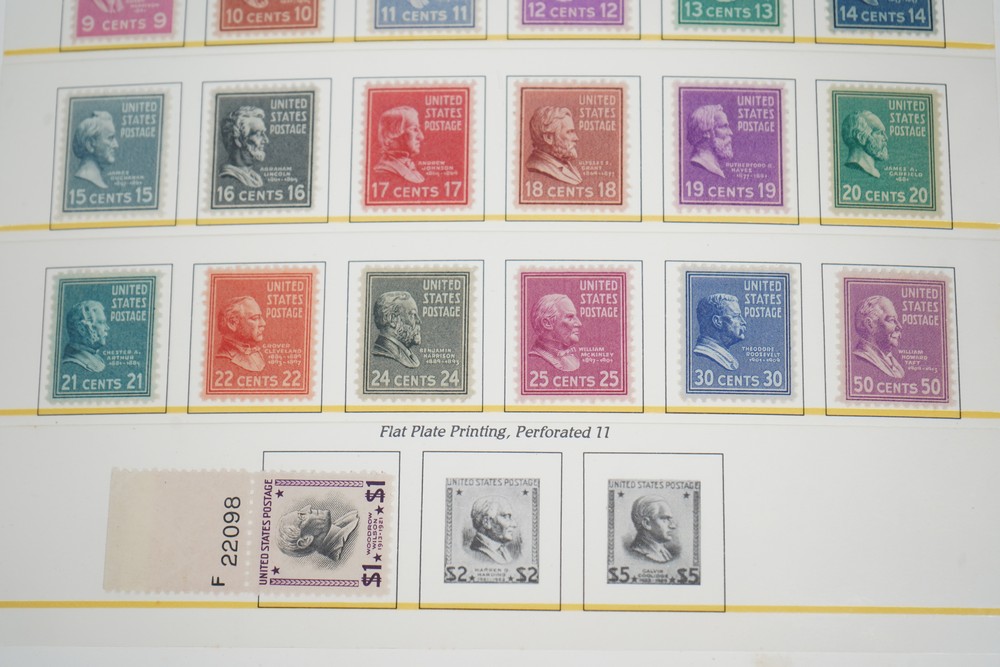 9 CENTS 9
10 CENTS 10
11 CENTS 11
12 CENTS 12
13 CENTS 13
14 CENTS 14
UNITED
STATES
POSTAGE
JAMES
BUCHANAN
15 CENTS 15
UNITED
STATES
POSTAGE
ABRAHAM
LINCOLN
16 CENTS 16
UNITED
STATES
POSTAGE
ANDREW
JOHNSON
17 CENTS 17
UNITED
STATES
POSTAGE
ULYSSES S.
GRANT
18 CENTS 18
UNITED
STATES
POSTAGE
RUTHERFORD B.
HAYES
19 CENTS 19
UNITED
STATES
POSTAGE
JAMES A.
GARFIELD
20 CENTS 20
UNITED
STATES
POSTAGE
CHESTER A.
ARTHUR
21 CENTS 21
UNITED
STATES
POSTAGE
GROVER
CLEVELAND
22 CENTS 22
UNITED
STATES
POSTAGE
BENJAMIN
HARRISON
1889-1893
24 CENTS 24
UNITED
STATES
POSTAGE
WILLIAM
McKINLEY
25 CENTS 25
UNITED
STATES
POSTAGE
THEODORE
ROOSEVELT
30 CENTS 30
UNITED
STATES
POSTAGE
WILLIAM
HOWARD
TAFT
50 CENTS 50
Flat Plate Printing, Perforated 11
F 22098
UNITED STATES POSTAGE
WOODROW
WILSON
1913-1921
$1 $1
UNITED STATES POSTAGE
WARREN G.
HARDING
$2 $2
UNITED STATES POSTAGE
CALVIN
COOLIDGE
$5 $5